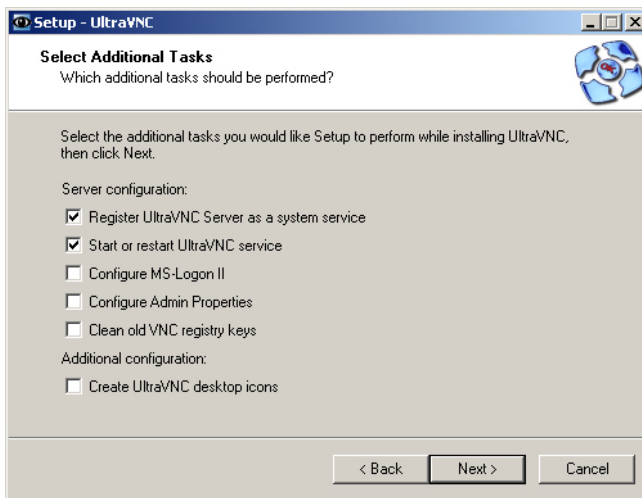 Setup - UltraVNC
Select Additional Tasks
Which additional tasks should be performed?
Select the additional tasks you would like Setup to perform while installing UltraVNC,
then click Next.
Server configuration:
Register UltraVNC Server as a system service
Start or restart UltraVNC service
Configure MS-Logon II
Configure Admin Properties
Clean old VNC registry keys
Additional configuration:
Create UltraVNC desktop icons
< Back
Next >
Cancel